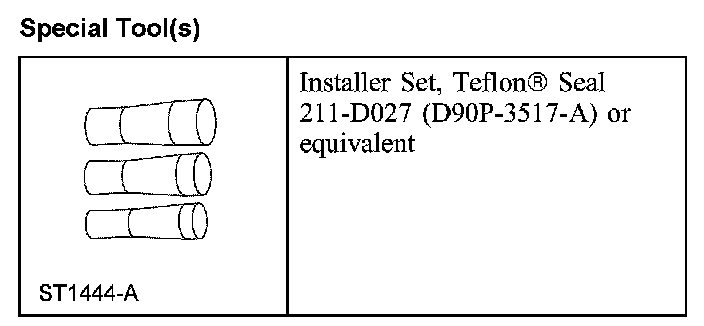 Special Tool(s)
Installer Set, Teflon® Seal
211-D027 (D90P-3517-A) or
equivalent
ST1444-A